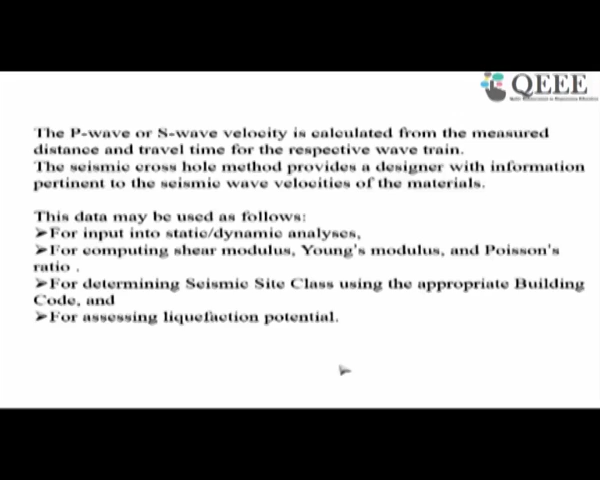 QEEE
The P-wave or S-wave velocity is calculated from the measured
distance and travel time for the respective wave train.
The seismic cross hole method provides a designer with information
pertinent to the seismic wave velocities of the materials.
This data may be used as follows:
➢For input into static/dynamic analyses,
➢For computing shear modulus, Young's modulus, and Poisson's
ratio .
➢For determining Seismic Site Class using the appropriate Building
Code, and
➢For assessing liquefaction potential.